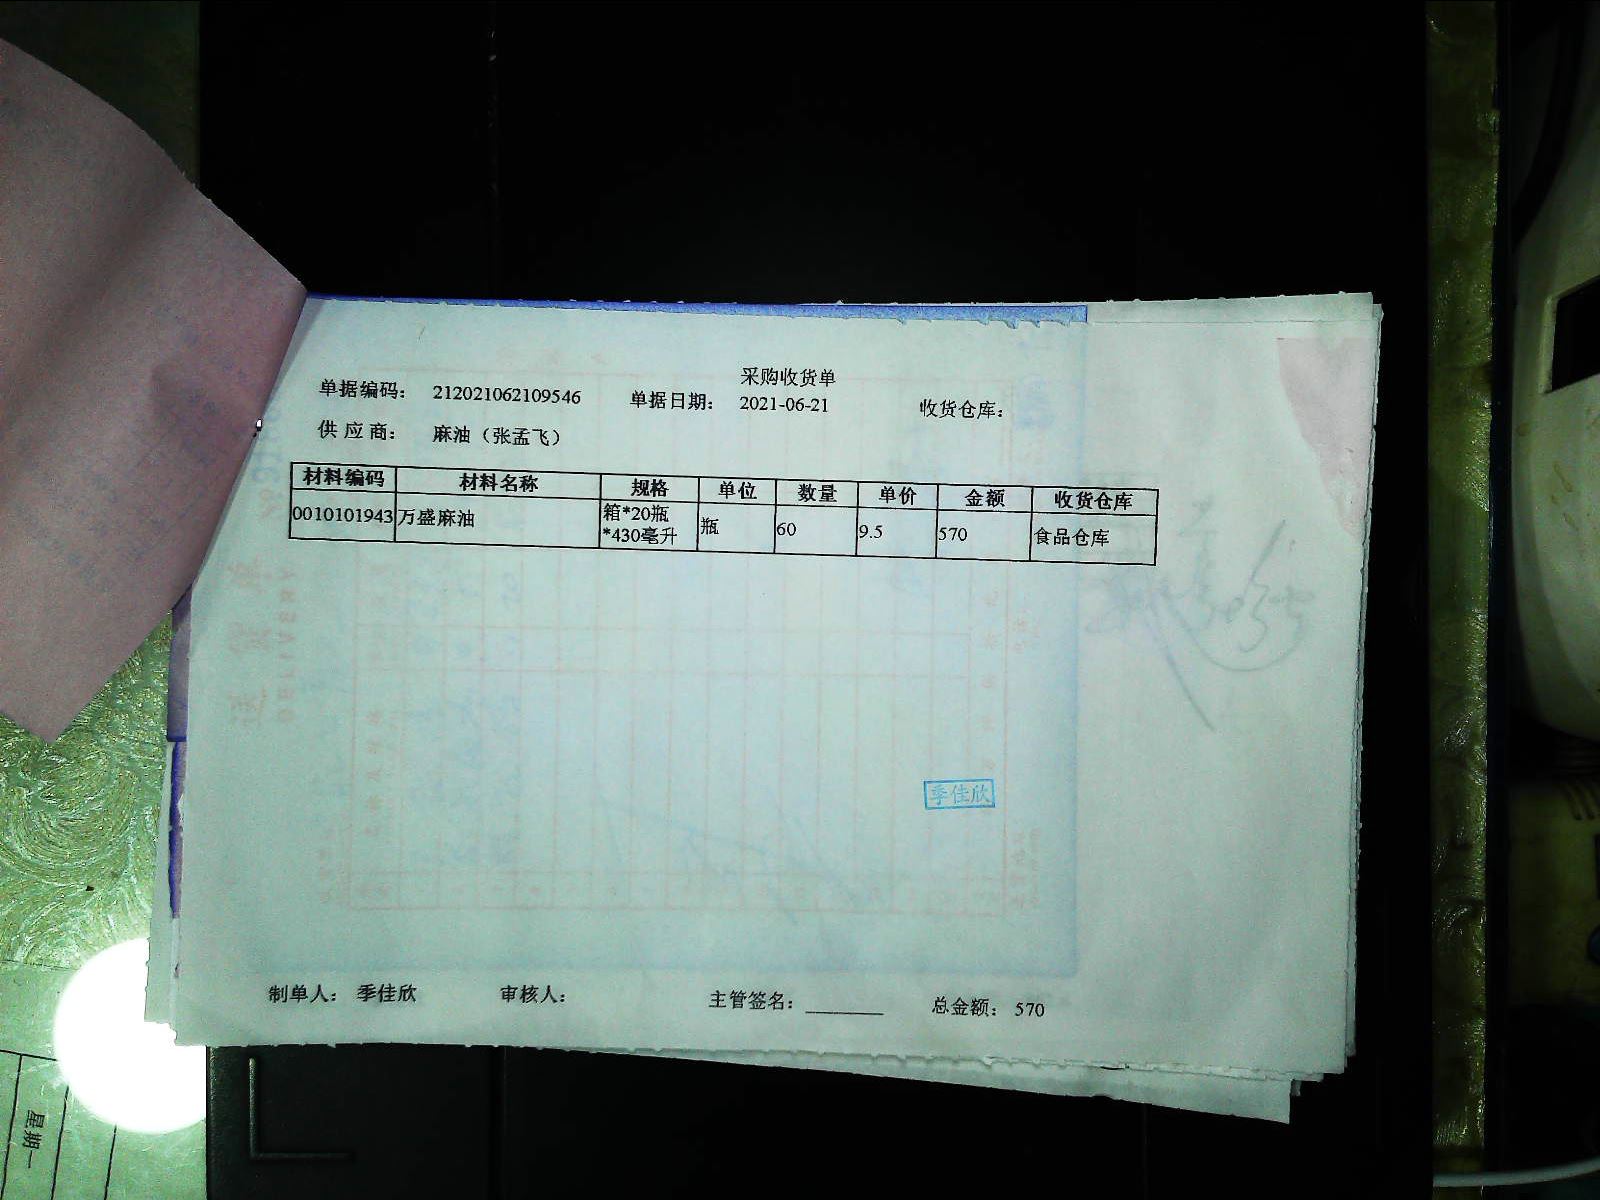 采购收货单
单据编码： 212021062109546 单据日期： 2021-06-21 收货仓库：
供 应 商： 麻油（张孟飞）
材料编码 材料名称 规格 单位 数量 单价 金额 收货仓库
0010101943 万盛麻油 箱*20瓶 瓶 60 9.5 570 食品仓库
*430毫升
季佳欣
制单人： 季佳欣 审核人： 主管签名：________ 总金额： 570
星期一